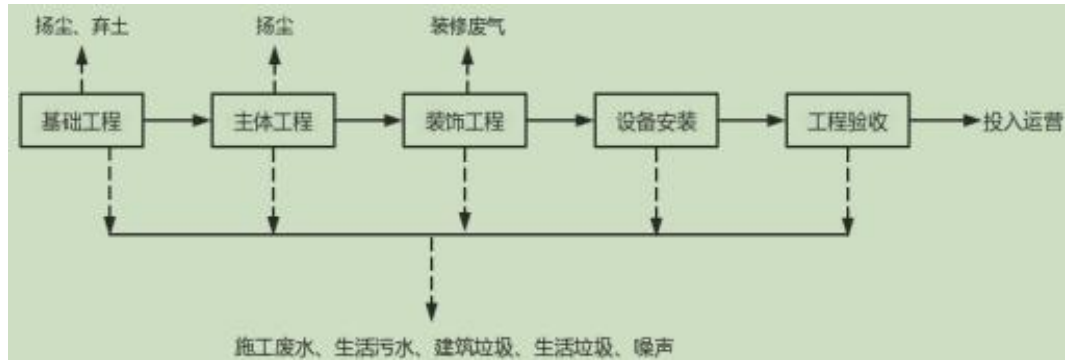 扬尘、弃土
扬尘
装修废气
基础工程
主体工程
装饰工程
设备安装
工程验收
投入运营
施工废水、生活污水、建筑垃圾、生活垃圾、噪声